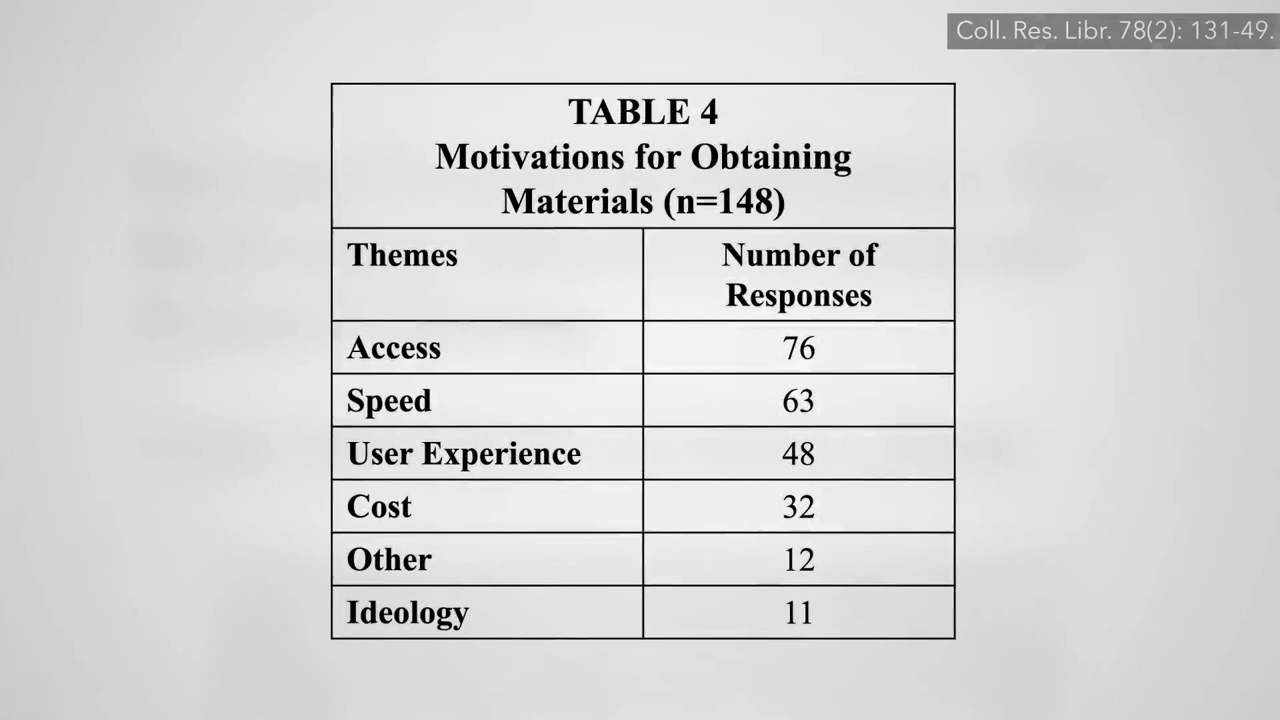 Coll. Res. Libr. 78(2): 131-49.
TABLE 4
Motivations for Obtaining
Materials (n=148)
Themes
Number of
Responses
Access 76
Speed 63
User Experience 48
Cost 32
Other 12
Ideology 11